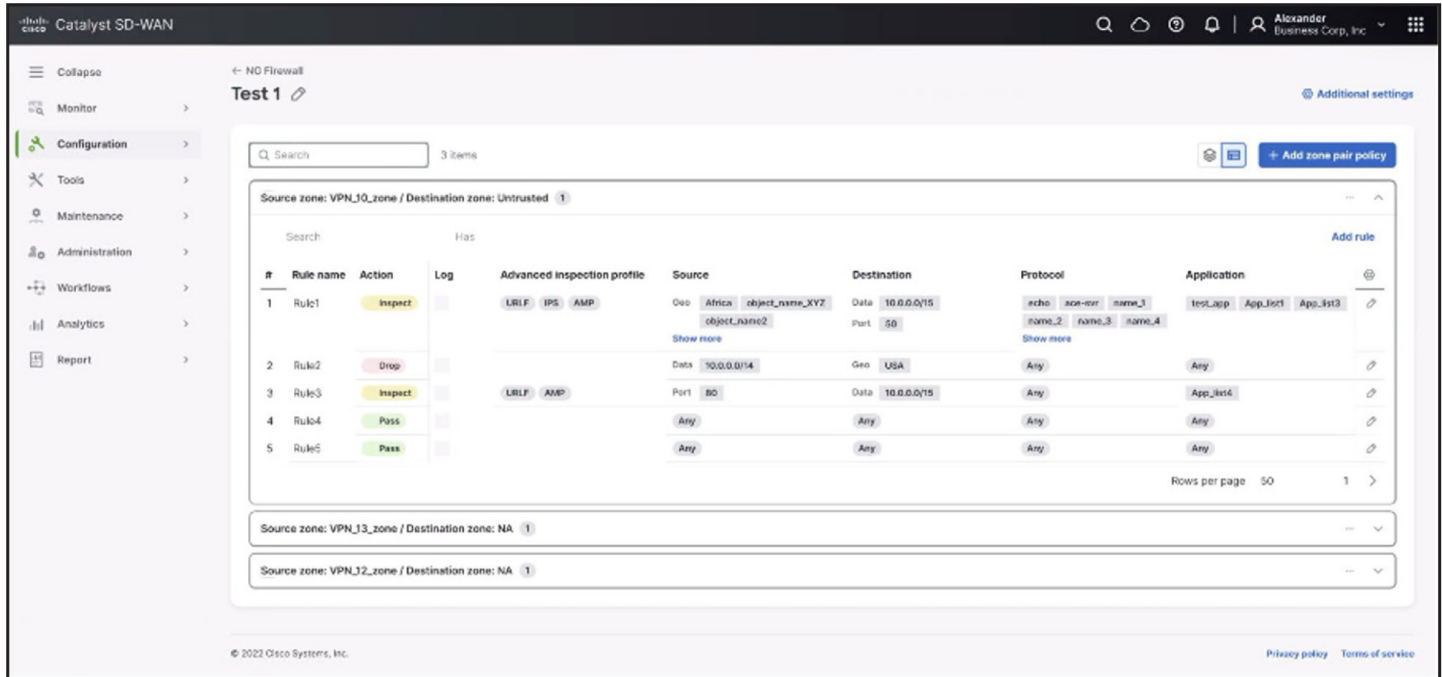 cisco Catalyst SD-WAN
Alexander
Business Corp, Inc
Collapse
Monitor
Configuration
Tools
Maintenance
Administration
Workflows
Analytics
Report
← NG Firewall
Test 1
Additional settings
Search
3 items
+ Add zone pair policy
Source zone: VPN_10_zone / Destination zone: Untrusted 1
Search Has Add rule
# Rule name Action Log Advanced inspection profile Source Destination Protocol Application
1 Rule1 Inspect URLF IPS AMP Geo Africa object_name_XYZ Data 10.0.0.0/15 echo ace-svr name_1 test_app App_list1 App_list3
object_name2 Port 50 name_2 name_3 name_4
Show more Show more
2 Rule2 Drop Data 10.0.0.0/14 Geo USA Any Any
3 Rule3 Inspect URLF AMP Port 80 Data 10.0.0.0/15 Any App_list4
4 Rule4 Pass Any Any Any Any
5 Rule5 Pass Any Any Any Any
Rows per page 50 1
Source zone: VPN_13_zone / Destination zone: NA 1
Source zone: VPN_12_zone / Destination zone: NA 1
© 2022 Cisco Systems, Inc.
Privacy policy Terms of service